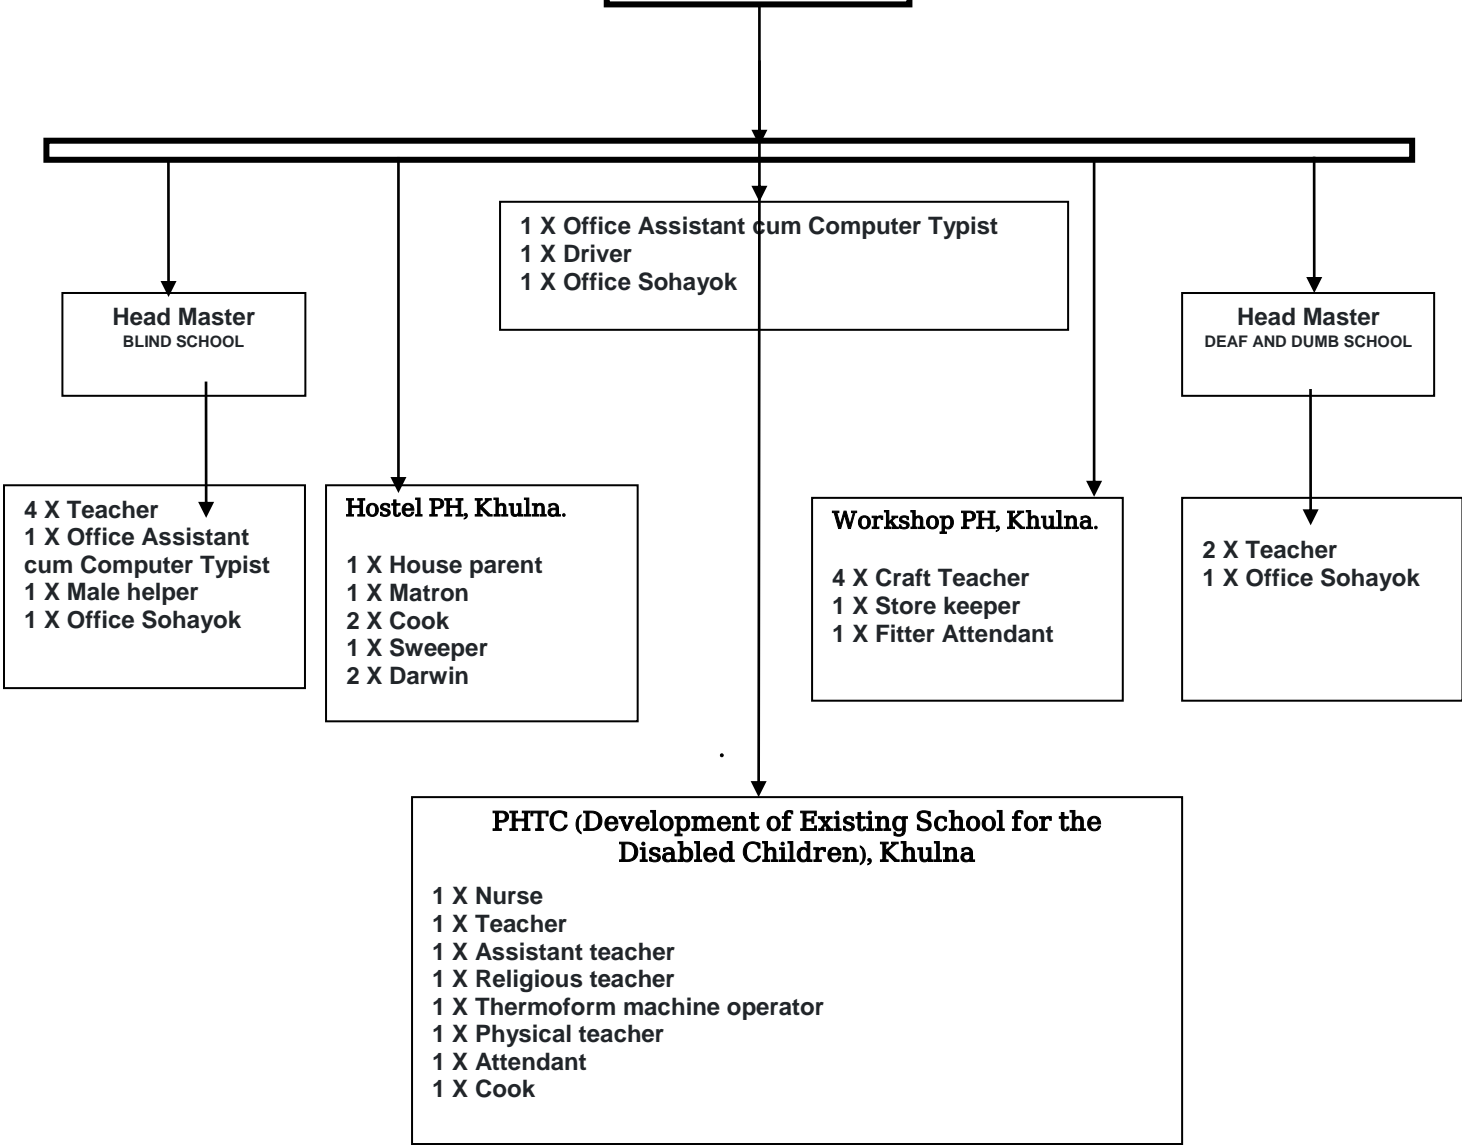 1 X Office Assistant cum Computer Typist
1 X Driver
1 X Office Sohayok
Head Master
BLIND SCHOOL
Head Master
DEAF AND DUMB SCHOOL
4 X Teacher
1 X Office Assistant
cum Computer Typist
1 X Male helper
1 X Office Sohayok
Hostel PH, Khulna.
1 X House parent
1 X Matron
2 X Cook
1 X Sweeper
2 X Darwin
Workshop PH, Khulna.
4 X Craft Teacher
1 X Store keeper
1 X Fitter Attendant
2 X Teacher
1 X Office Sohayok
.
PHTC (Development of Existing School for the
Disabled Children), Khulna
1 X Nurse
1 X Teacher
1 X Assistant teacher
1 X Religious teacher
1 X Thermoform machine operator
1 X Physical teacher
1 X Attendant
1 X Cook